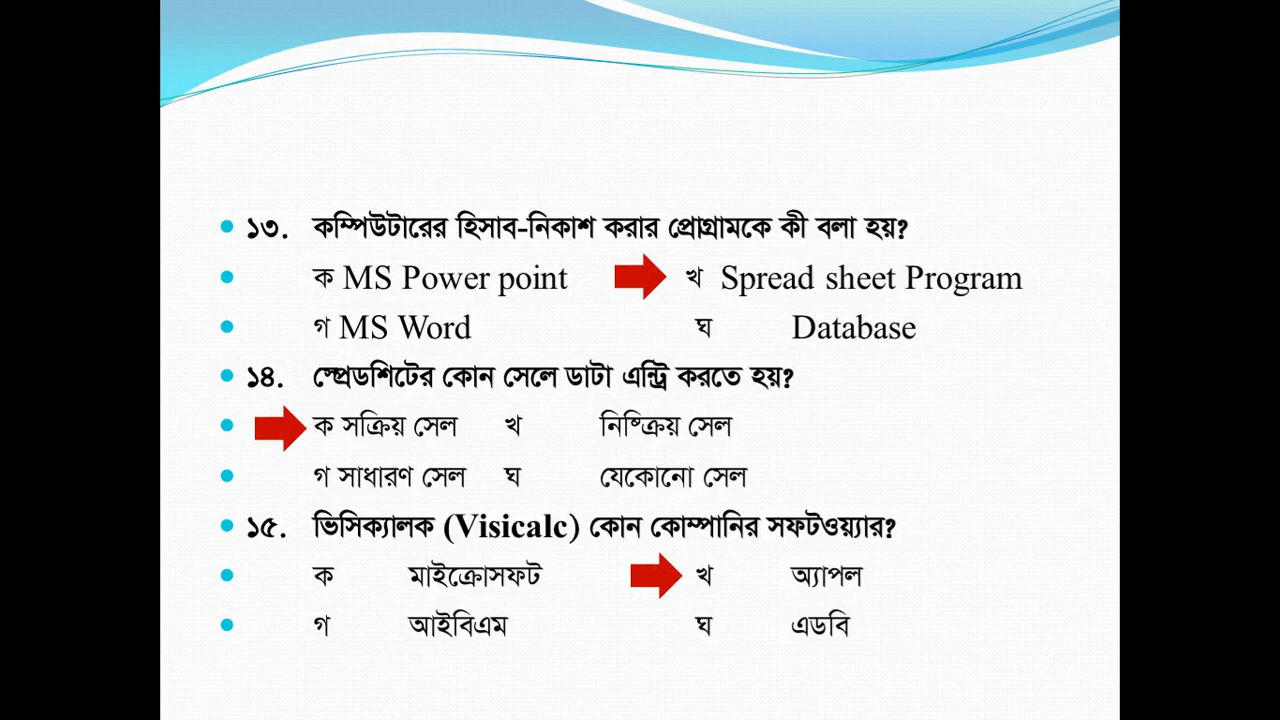 ১৩. কম্পিউটারের হিসাব-নিকাশ করার প্রোগ্রামকে কী বলা হয়?
ক MS Power point খ Spread sheet Program
গ MS Word ঘ Database
১৪. স্প্রেডশিটের কোন সেলে ডাটা এন্ট্রি করতে হয়?
ক সক্রিয় সেল খ নিষ্ক্রিয় সেল
গ সাধারণ সেল ঘ যেকোনো সেল
১৫. ভিসিক্যালক (Visicalc) কোন কোম্পানির সফটওয়্যার?
ক মাইক্রোসফট খ অ্যাপল
গ আইবিএম ঘ এডবি